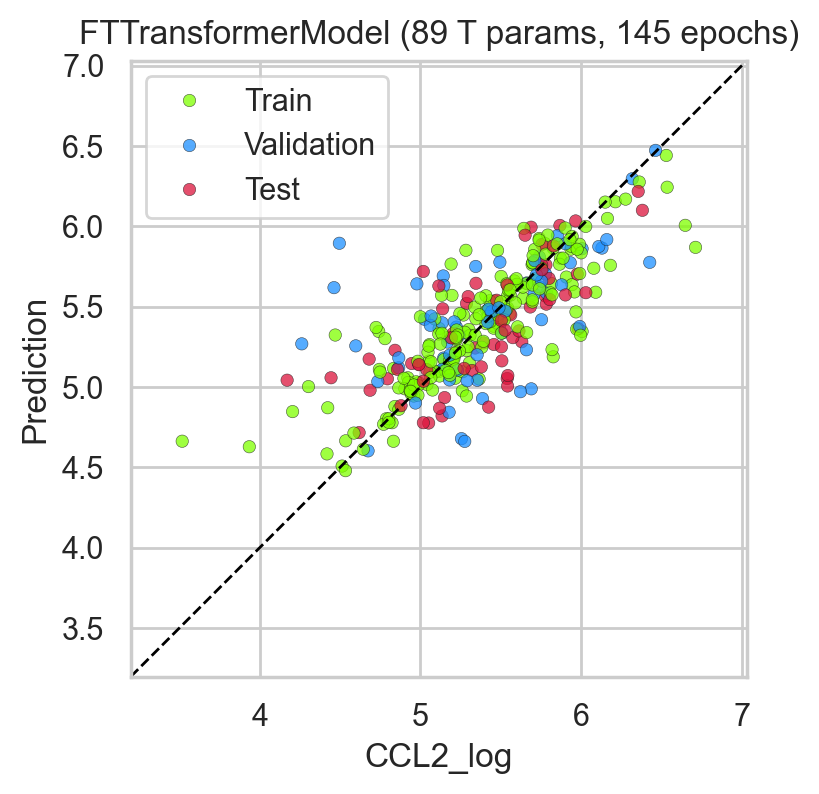 FTTransformerModel (89 T params, 145 epochs)
Train
Validation
Test
7.0
6.5
6.0
5.5
5.0
4.5
4.0
3.5
Prediction
4 5 6 7
CCL2_log